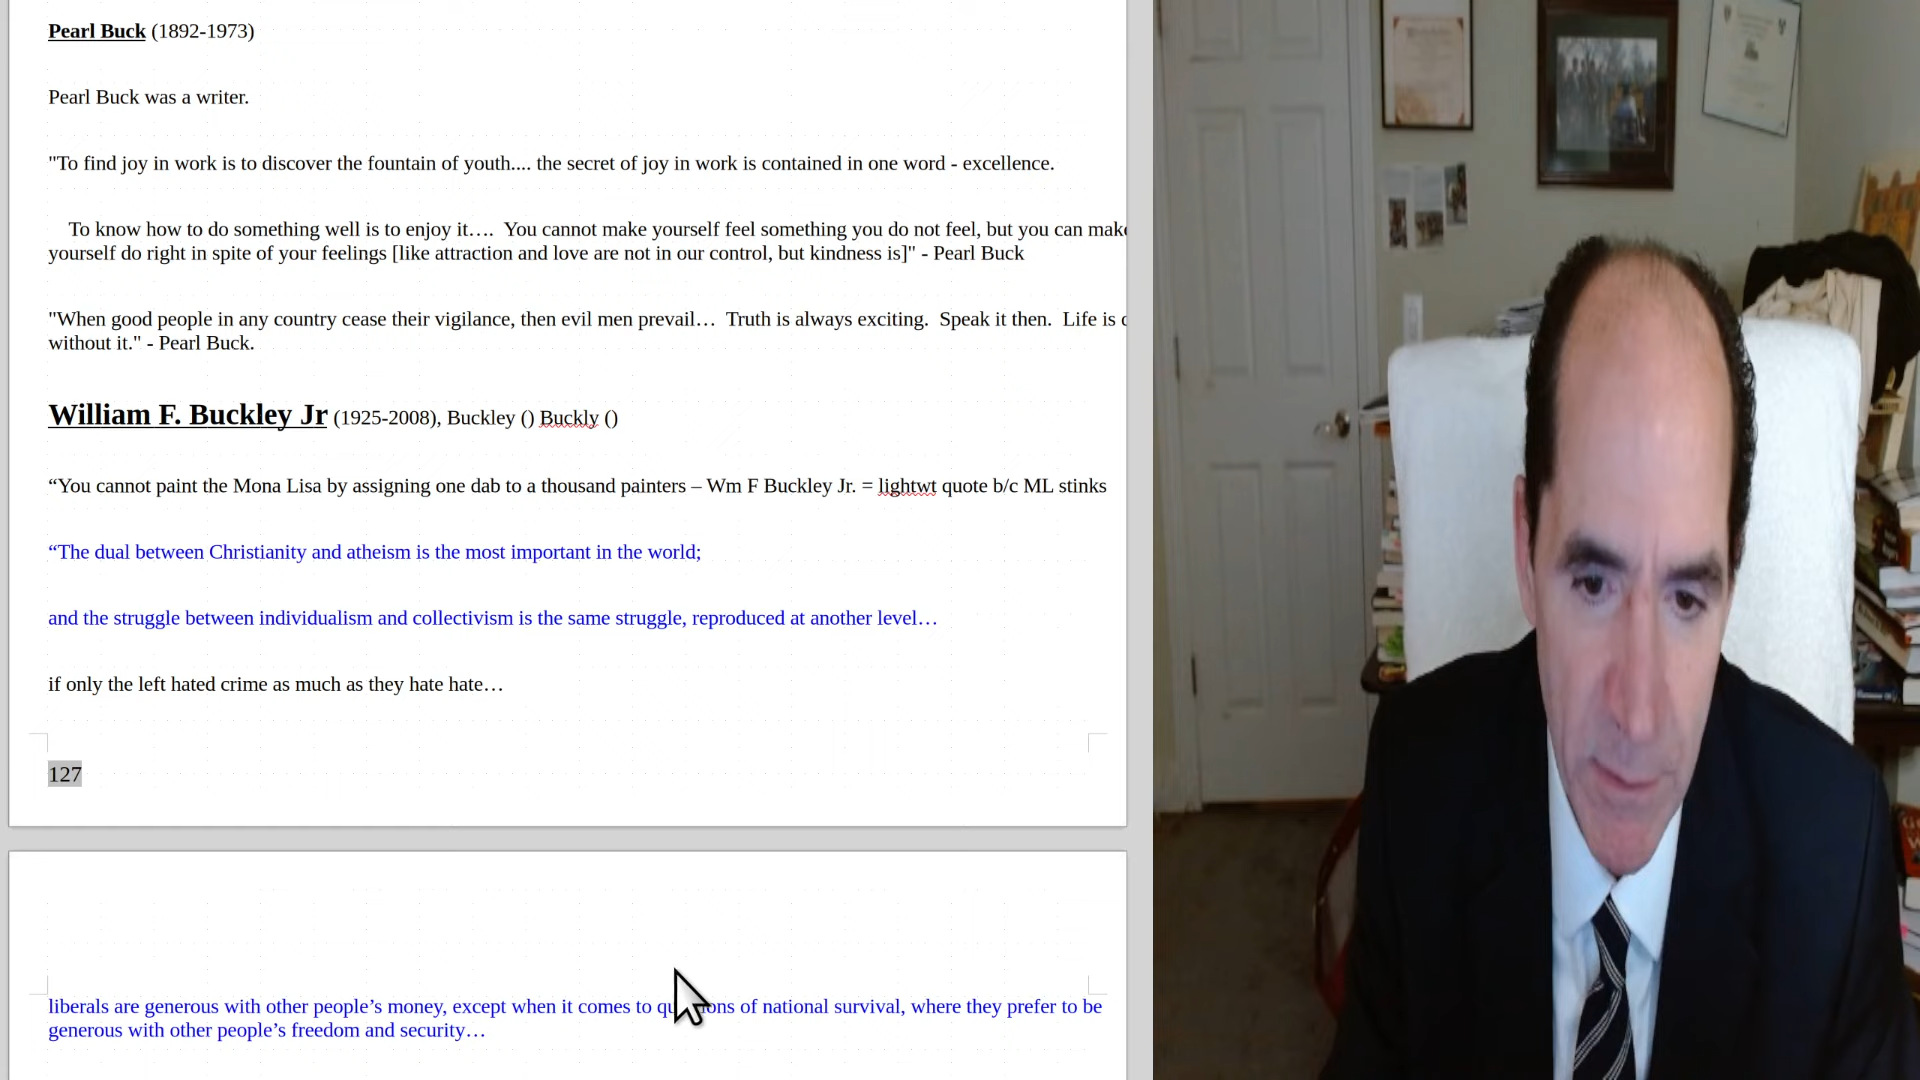 Pearl Buck (1892-1973)
Pearl Buck was a writer.
"To find joy in work is to discover the fountain of youth.... the secret of joy in work is contained in one word - excellence.
To know how to do something well is to enjoy it…. You cannot make yourself feel something you do not feel, but you can make
yourself do right in spite of your feelings [like attraction and love are not in our control, but kindness is]" - Pearl Buck
"When good people in any country cease their vigilance, then evil men prevail… Truth is always exciting. Speak it then. Life is
without it." - Pearl Buck.
William F. Buckley Jr (1925-2008), Buckley () Buckly ()
“You cannot paint the Mona Lisa by assigning one dab to a thousand painters – Wm F Buckley Jr. = lightwt quote b/c ML stinks
“The dual between Christianity and atheism is the most important in the world;
and the struggle between individualism and collectivism is the same struggle, reproduced at another level…
if only the left hated crime as much as they hate hate…
127
liberals are generous with other people’s money, except when it comes to of national survival, where they prefer to be
generous with other people’s freedom and security…